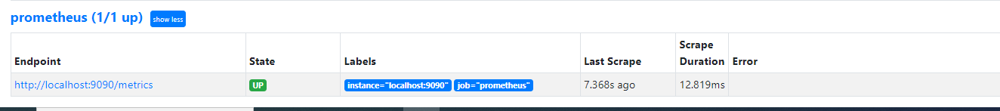 prometheus (1/1 up) show less
Endpoint State Labels Last Scrape Scrape Duration Error
http://localhost:9090/metrics UP instance="localhost:9090" job="prometheus" 7.368s ago 12.819ms